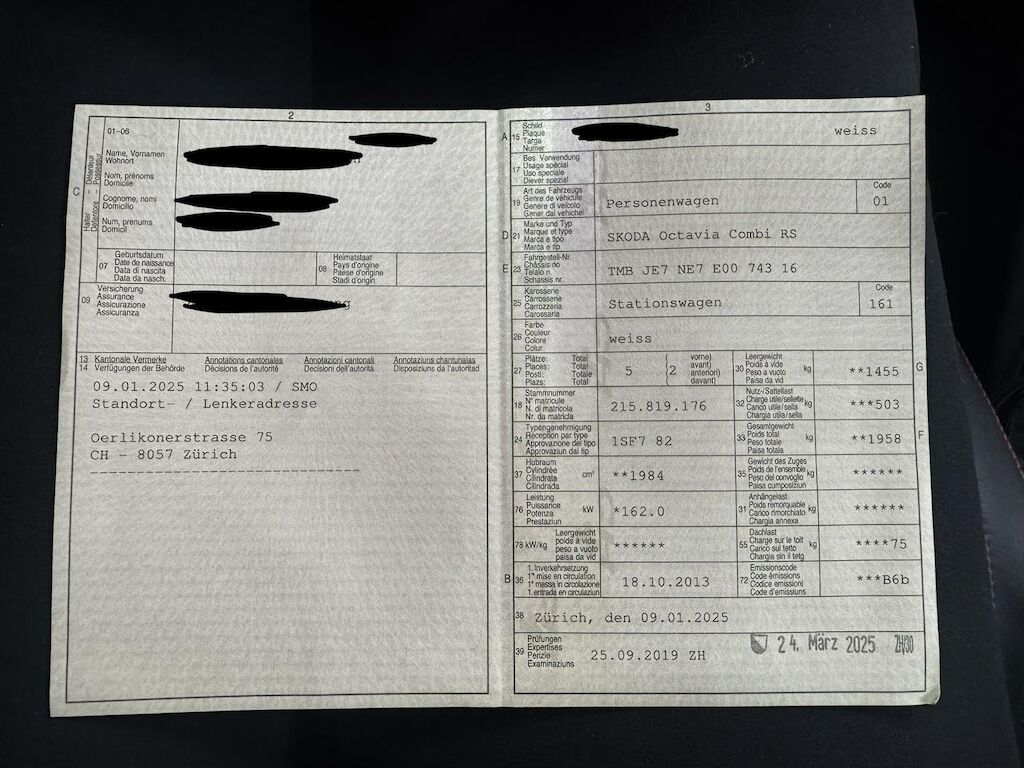 2
01-06
Halter
Détenteur
Detentore
Possessur
Name, Vornamen
Wohnort
Nom, prénoms
Domicile
C
Cognome, nomi
Domicilio
Num, prenums
Domicil
07
Geburtsdatum
Date de naissance
Data di nascita
Data da nasch.
08
Heimatstaat
Pays d'origine
Paese d'origine
Stadi d'origin
09
Versicherung
Assurance
Assicurazione
Assicuranza
13 Kantonale Vermerke Annotations cantonales Annotazioni cantonali Annotaziuns chantunalas
14 Verfügungen der Behörde Décisions de l'autorité Decisioni dell'autorità Disposiziuns da l'autoritad
09.01.2025 11:35:03 / SMO
Standort- / Lenkeradresse
Oerlikonerstrasse 75
CH - 8057 Zürich
3
A 15
Schild
Plaque
Targa
Numer
weiss
17
Bes. Verwendung
Usage spécial
Uso speciale
Diever spezial
19
Art des Fahrzeugs
Genre de véhicule
Genere di veicolo
Gener dal vehichel
Personenwagen
Code
01
D 21
Marke und Typ
Marque et type
Marca e tipo
Marca e tip
SKODA Octavia Combi RS
E 23
Fahrgestell-Nr.
Châssis no
Telaio n.
Schassis nr.
TMB JE7 NE7 E00 743 16
25
Karosserie
Carrosserie
Carrozzeria
Carossaria
Stationswagen
Code
161
26
Farbe
Couleur
Colore
Colur
weiss
27
Plätze: Total
Places: Total
Posti: Totale
Plazs: Total
5 (2
vorne)
avant)
anteriori)
davant)
30
Leergewicht
Poids à vide
Peso a vuoto
Paisa da vid
kg
**1455
G
18
Stammnummer
N° matricule
N. di matricola
Nr. da matricla
215.819.176
32
Nutz-/Sattellast
Charge utile/sellette
Carico utile/sella
Chargia utila/sella
kg
***503
24
Typengenehmigung
Réception par type
Approvazione del tipo
Approvaziun dal tip
1SF7 82
33
Gesamtgewicht
Poids total
Peso totale
Paisa totala
kg
**1958
F
37
Hubraum
Cylindrée
Cilindrata
Cilindrada
cm³
**1984
35
Gewicht des Zuges
Poids de l'ensemble
Peso del convoglio
Paisa cumposiziun
kg
******
76
Leistung
Puissance
Potenza
Prestaziun
kW
*162.0
31
Anhängelast
Poids remorquable
Carico rimorchiato
Chargia annexa
kg
******
78 kW/kg
Leergewicht
poids à vide
peso a vuoto
paisa da vid
******
55
Dachlast
Charge sur le toit
Carico sul tetto
Chargia sin il tetg
kg
****75
B 36
1. Inverkehrsetzung
1re mise en circulation
1a messa in circolazione
1. entrada en circulaziun
18.10.2013
72
Emissionscode
Code émissions
Codice emissioni
Code d'emissiuns
***B6b
38 Zürich, den 09.01.2025
39
Prüfungen
Expertises
Perizie
Examinaziuns
25.09.2019 ZH
24. März 2025 ZH/30